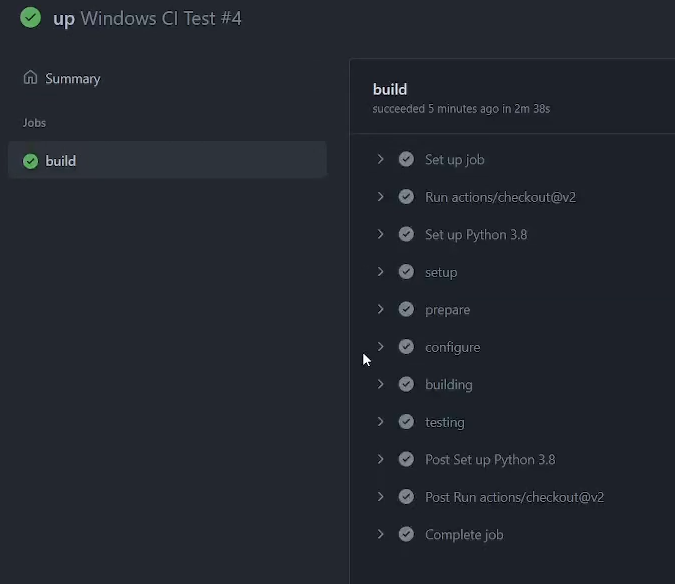 up Windows CI Test #4
Summary
Jobs
build
build
succeeded 5 minutes ago in 2m 38s
Set up job
Run actions/checkout@v2
Set up Python 3.8
setup
prepare
configure
building
testing
Post Set up Python 3.8
Post Run actions/checkout@v2
Complete job